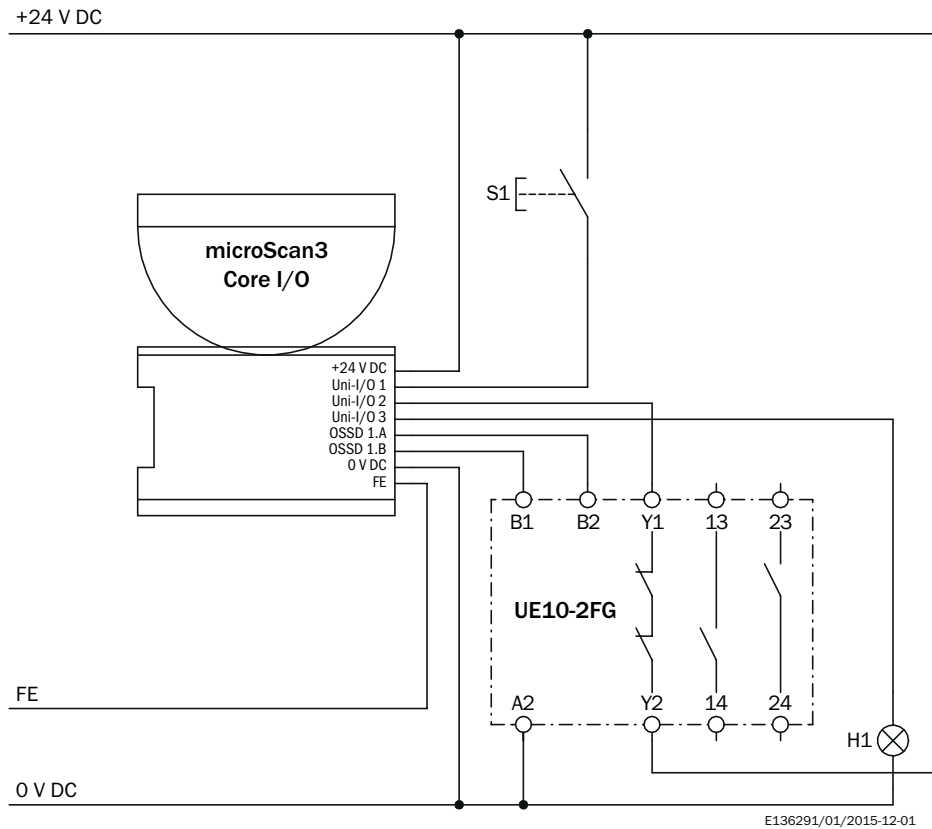 +24 V DC
S1
microScan3
Core I/O
+24 V DC
Uni-I/O 1
Uni-I/O 2
Uni-I/O 3
OSSD 1.A
OSSD 1.B
0 V DC
FE
B1 B2 Y1 13 23
UE10-2FG
FE
A2 Y2 14 24
H1
0 V DC
E136291/01/2015-12-01